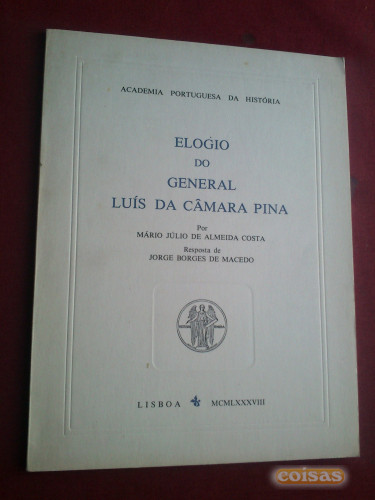 ACADEMIA PORTUGUESA DA HISTÓRIA
ELOGIO
DO
GENERAL
LUÍS DA CÂMARA PINA
Por
MÁRIO JÚLIO DE ALMEIDA COSTA
Resposta de
JORGE BORGES DE MACEDO
LISBOA MCMLXXXVIII
coisas